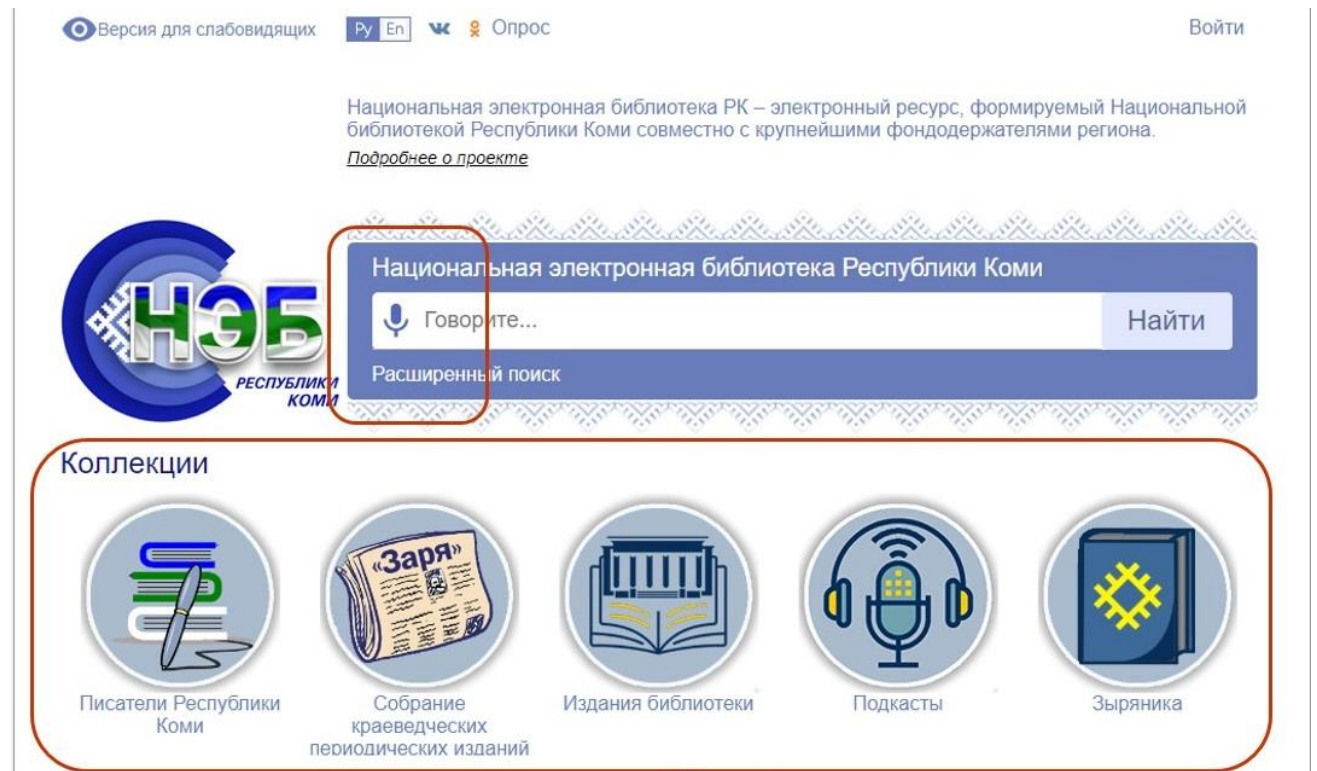 Версия для слабовидящих Ру En Опрос Войти
Национальная электронная библиотека РК – электронный ресурс, формируемый Национальной
библиотекой Республики Коми совместно с крупнейшими фондодержателями региона.
Подробнее о проекте
НЭБ
РЕСПУБЛИКИ
КОМИ
Национальная электронная библиотека Республики Коми
Говорите... Найти
Расширенный поиск
Коллекции
«Заря»
Писатели Республики
Коми
Собрание
краеведческих
периодических изданий
Издания библиотеки
Подкасты
Зыряника